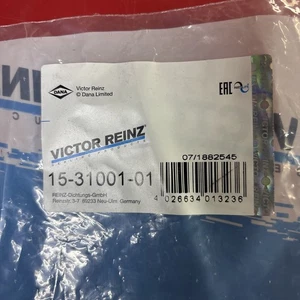 DANA
Victor Reinz
© Dana Limited
EAC
VICTOR REINZ
07/1882545
15-31001-01
REINZ-Dichtungs-GmbH
Reinzstr. 3-7, 89233 Neu-Ulm, Germany
4 026634 013236